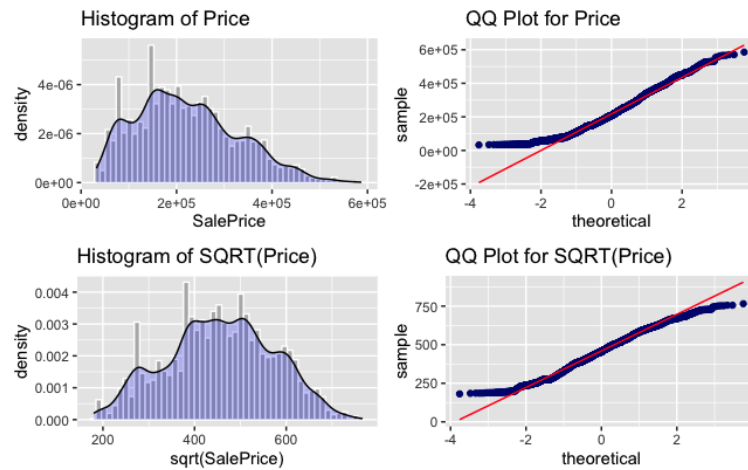 Histogram of Price
density
4e-06
2e-06
0e+00
0e+00 2e+05 4e+05 6e+05
SalePrice
QQ Plot for Price
sample
6e+05
4e+05
2e+05
0e+00
-2e+05
-4 -2 0 2
theoretical
Histogram of SQRT(Price)
density
0.004
0.003
0.002
0.001
0.000
200 400 600
sqrt(SalePrice)
QQ Plot for SQRT(Price)
sample
750
500
250
0
-4 -2 0 2
theoretical